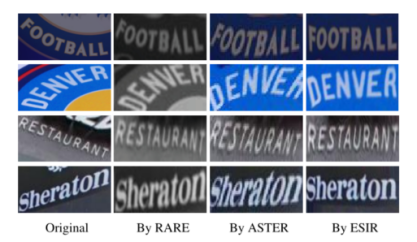 FOOTBALL FOOTBALL FOOTBALL FOOTBALL
DENVER DENVER DENVER DENVER
RESTAURANT RESTAURANT RESTAURANT RESTAURANT
Sheraton Sheraton Sheraton Sheraton
Original By RARE By ASTER By ESIR